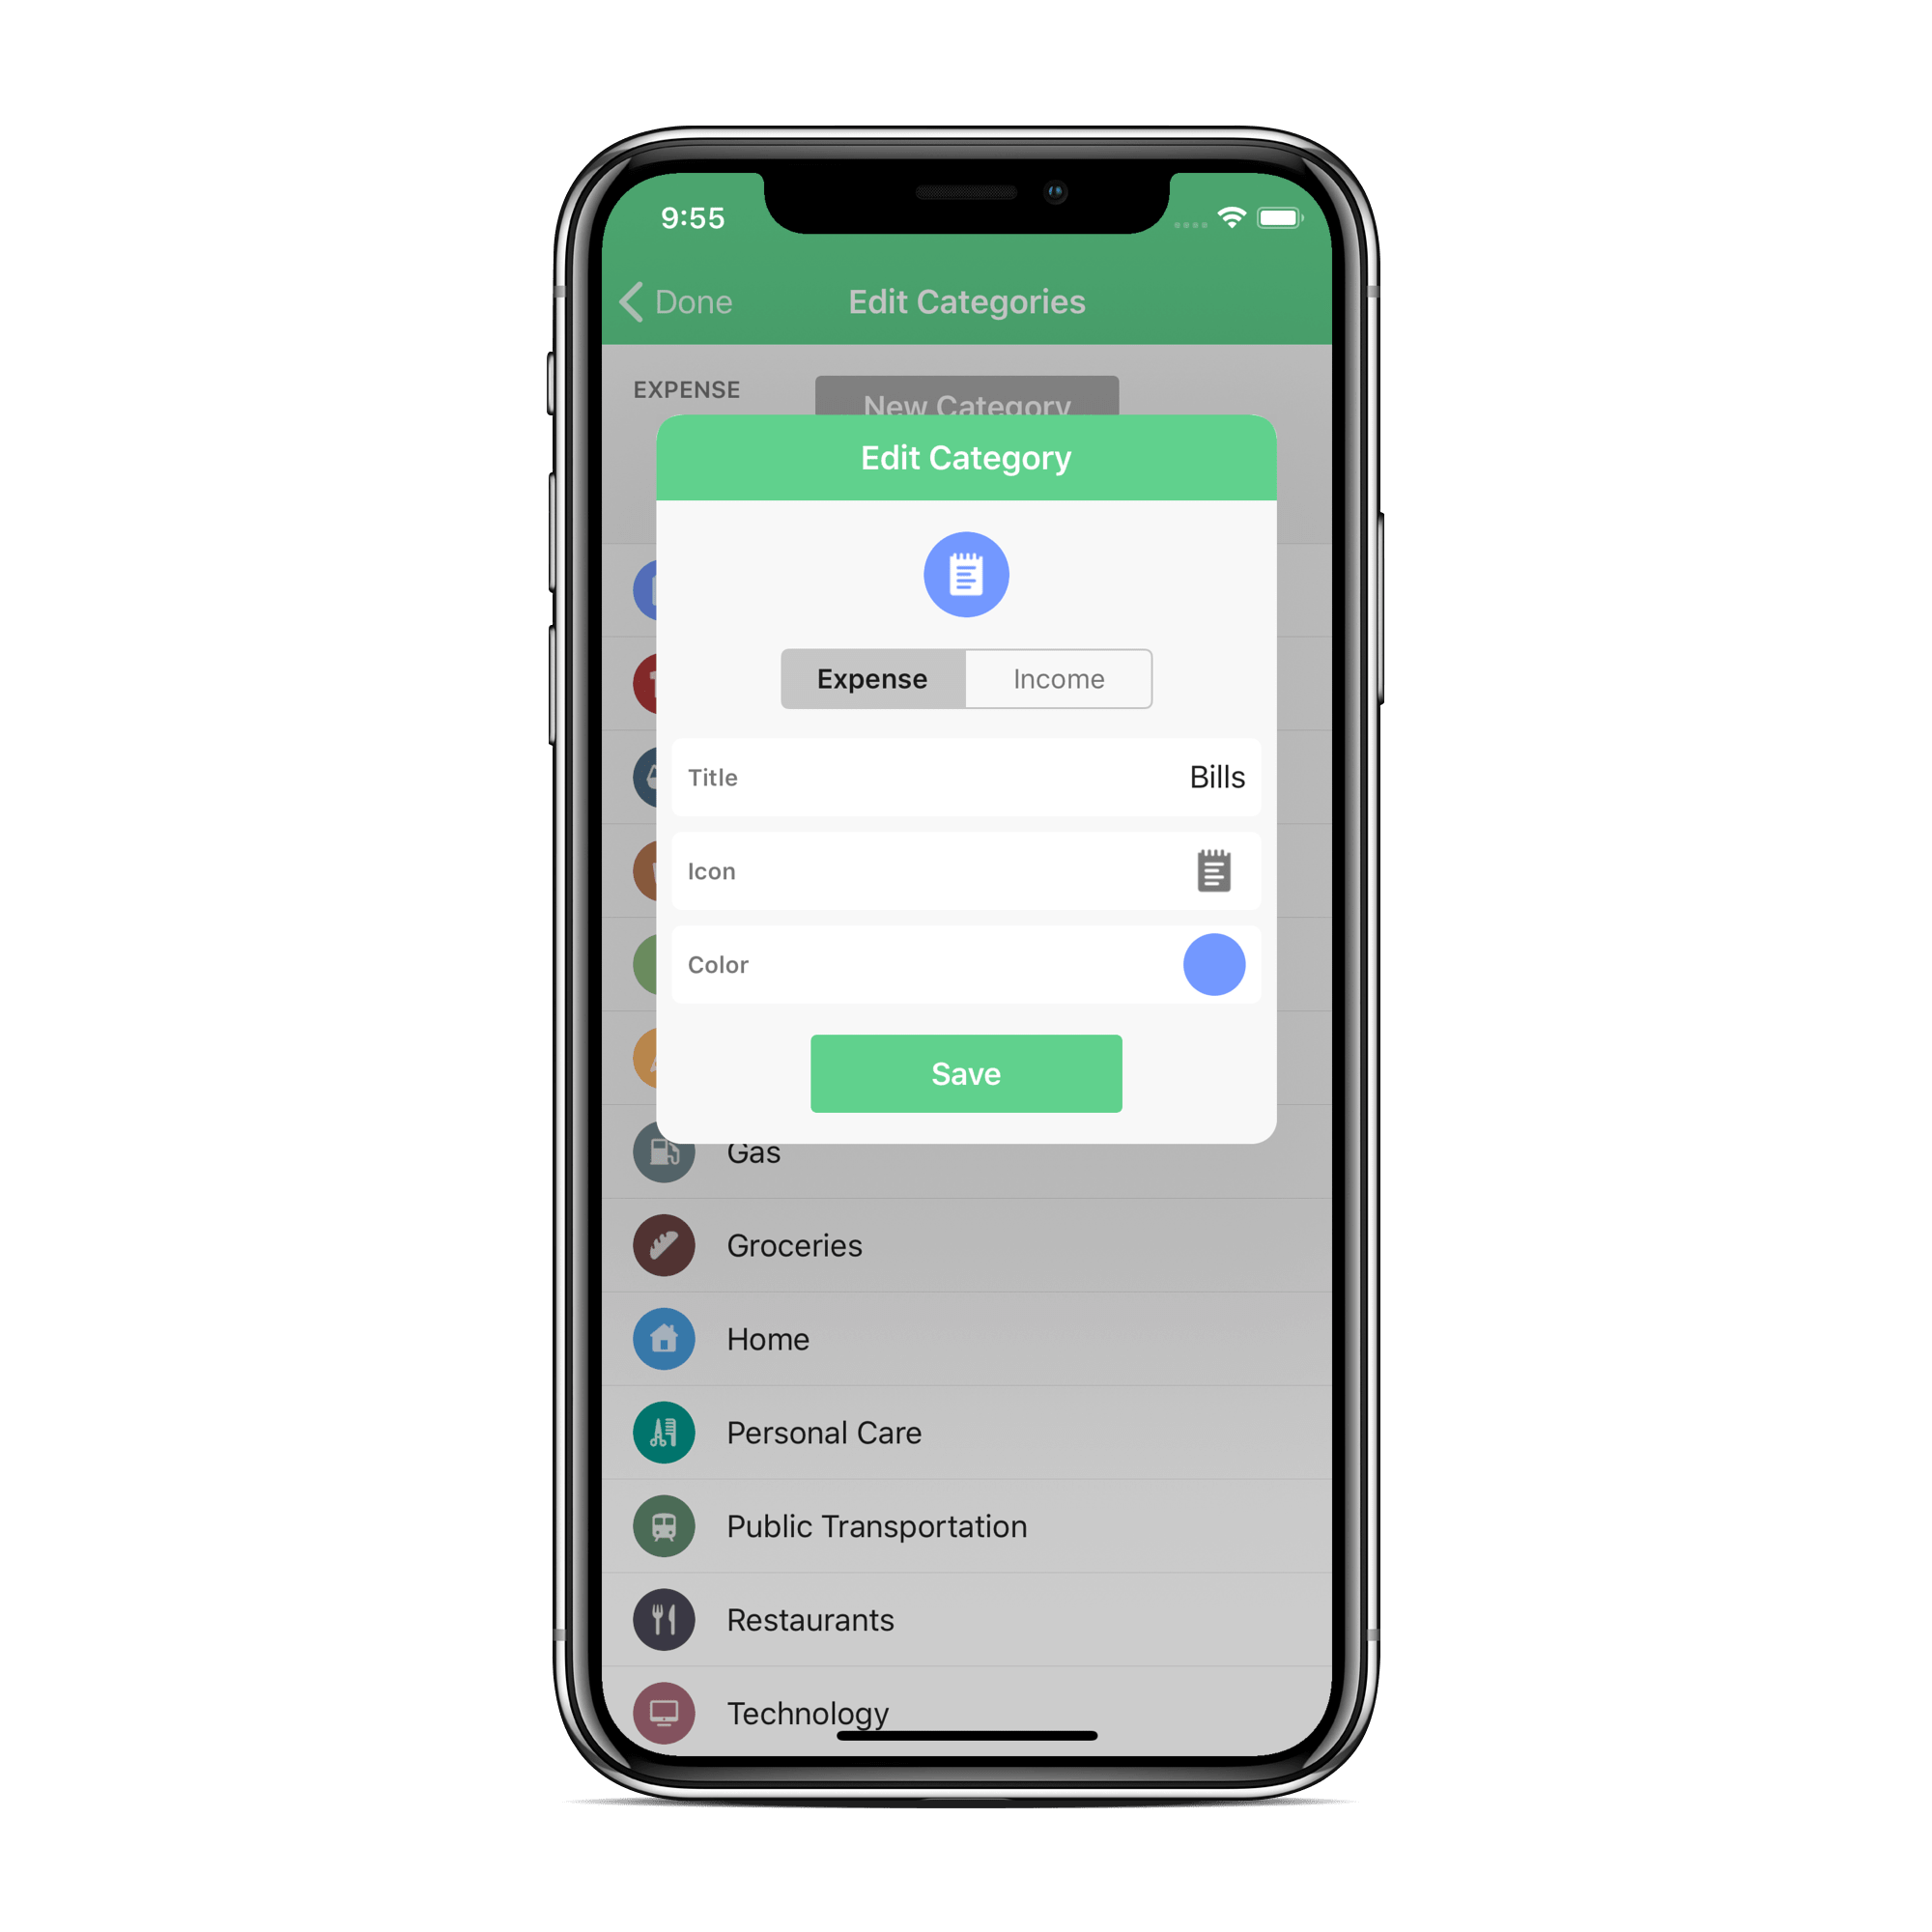 9:55
Done
Edit Categories
EXPENSE
New Category
Edit Category
Expense
Income
Title
Bills
Icon
Color
Save
Gas
Groceries
Home
Personal Care
Public Transportation
Restaurants
Technology